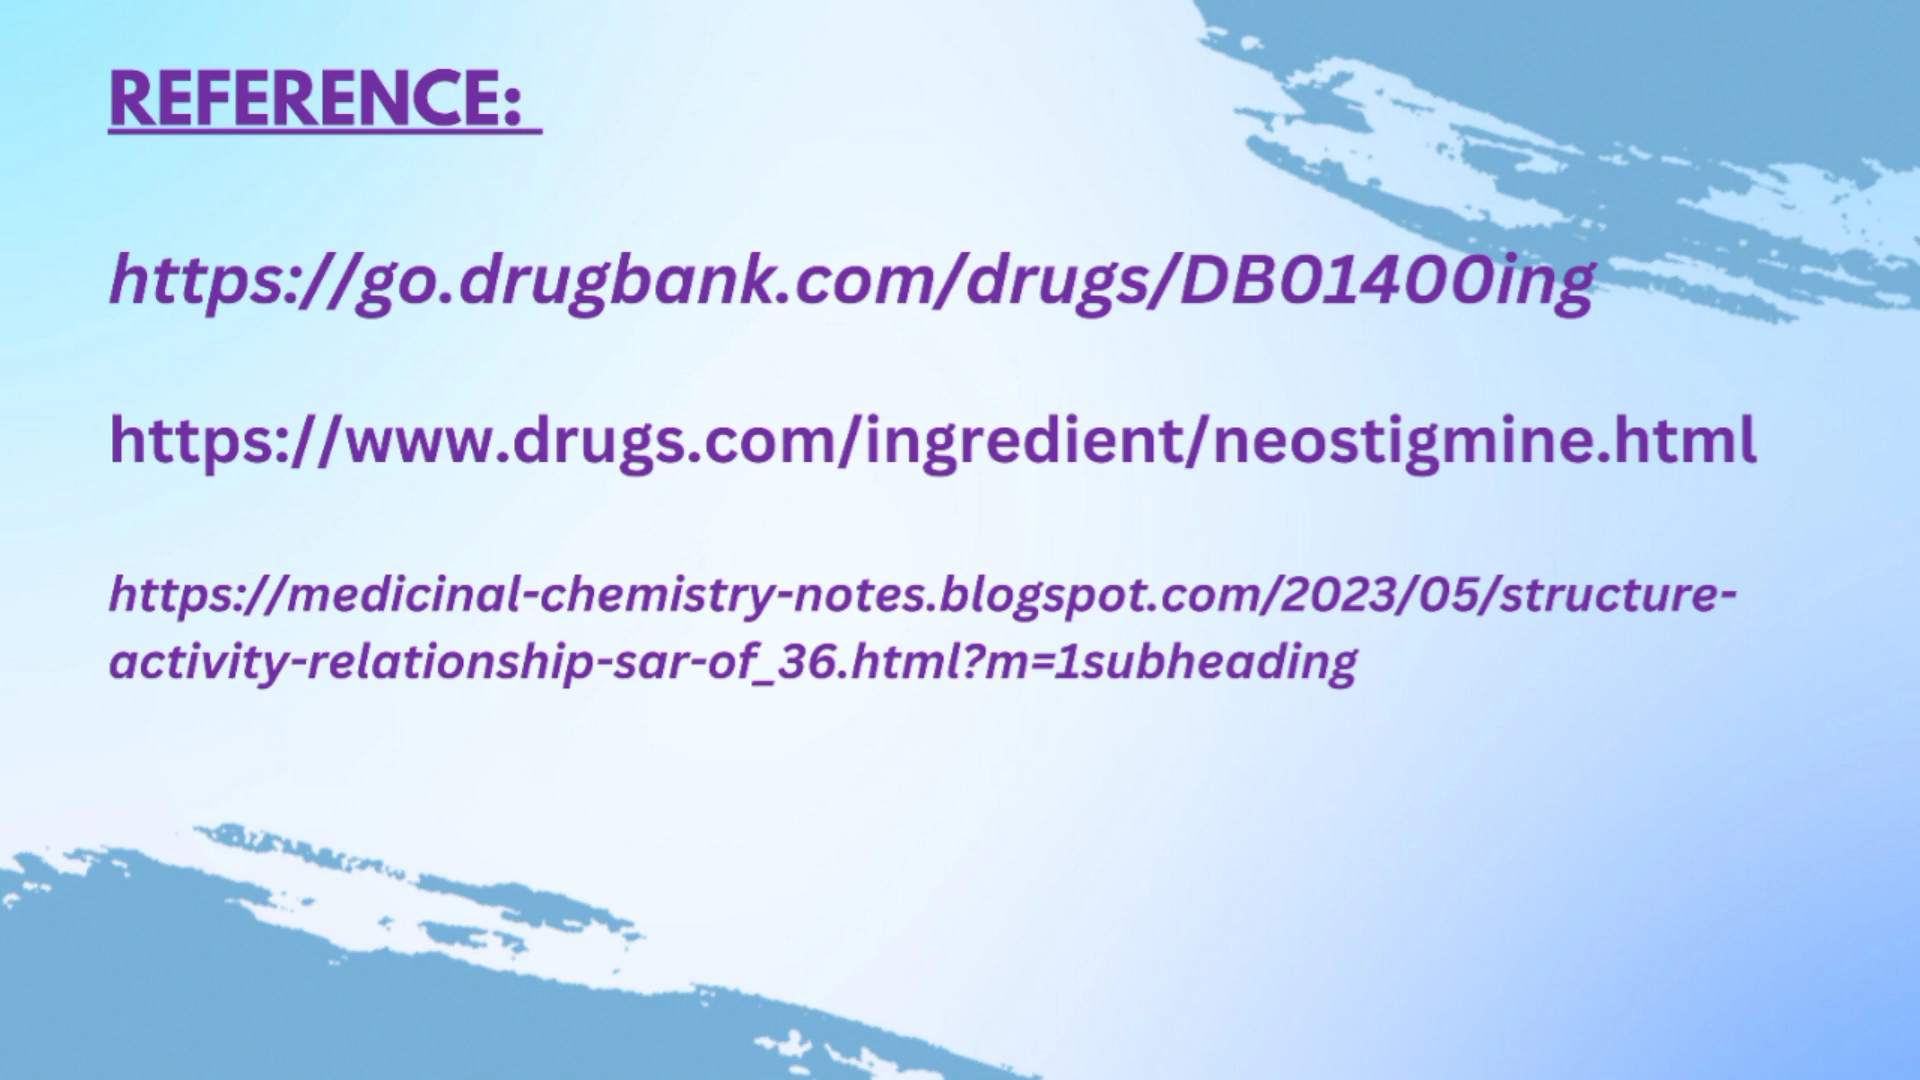 REFERENCE:
https://go.drugbank.com/drugs/DB01400ing
https://www.drugs.com/ingredient/neostigmine.html
https://medicinal-chemistry-notes.blogspot.com/2023/05/structure-
activity-relationship-sar-of_36.html?m=1subheading